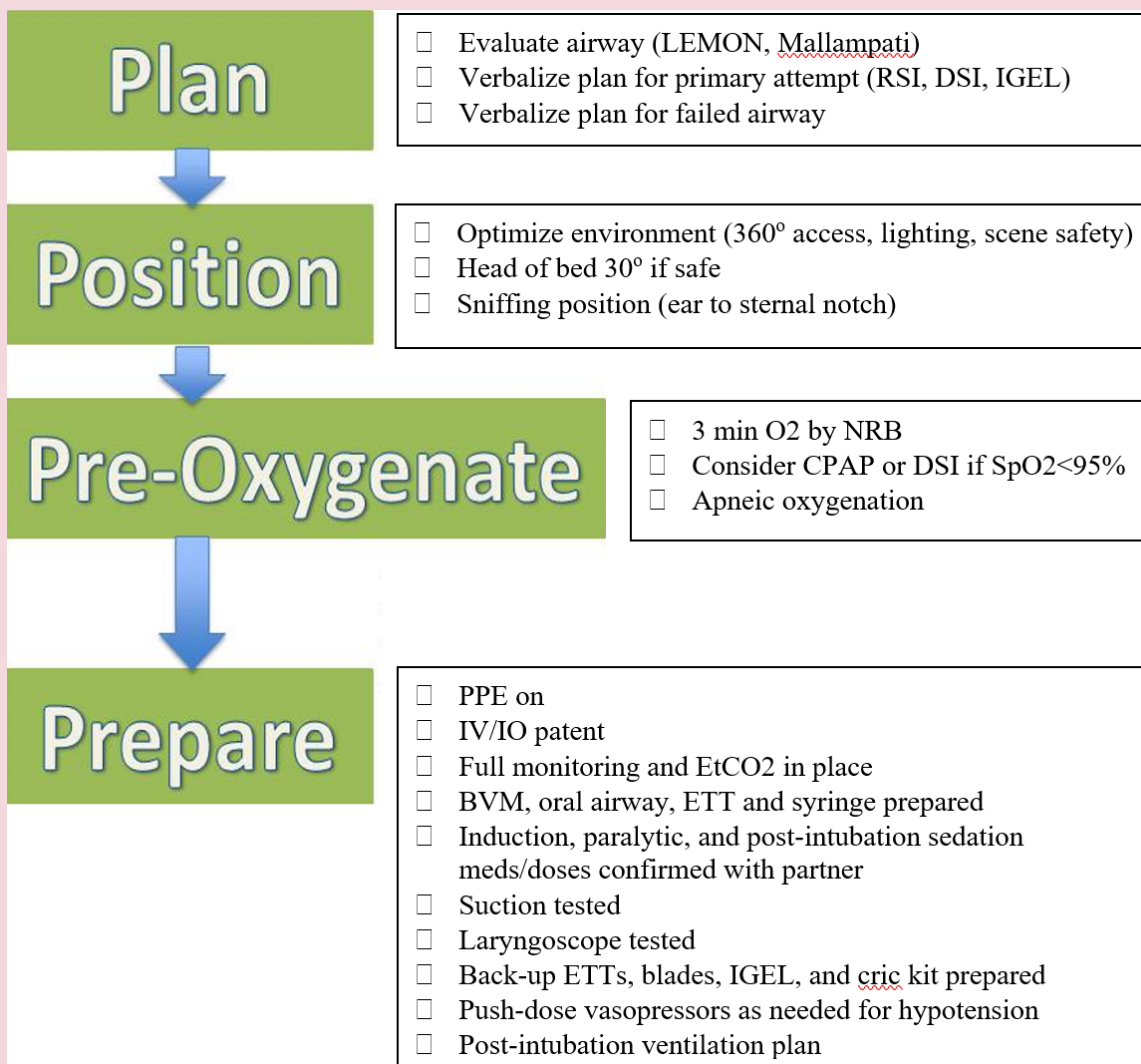 Plan
☐ Evaluate airway (LEMON, Mallampati)
☐ Verbalize plan for primary attempt (RSI, DSI, IGEL)
☐ Verbalize plan for failed airway
Position
☐ Optimize environment (360º access, lighting, scene safety)
☐ Head of bed 30º if safe
☐ Sniffing position (ear to sternal notch)
Pre-Oxygenate
☐ 3 min O2 by NRB
☐ Consider CPAP or DSI if SpO2<95%
☐ Apneic oxygenation
Prepare
☐ PPE on
☐ IV/IO patent
☐ Full monitoring and EtCO2 in place
☐ BVM, oral airway, ETT and syringe prepared
☐ Induction, paralytic, and post-intubation sedation
meds/doses confirmed with partner
☐ Suction tested
☐ Laryngoscope tested
☐ Back-up ETTs, blades, IGEL, and cric kit prepared
☐ Push-dose vasopressors as needed for hypotension
☐ Post-intubation ventilation plan